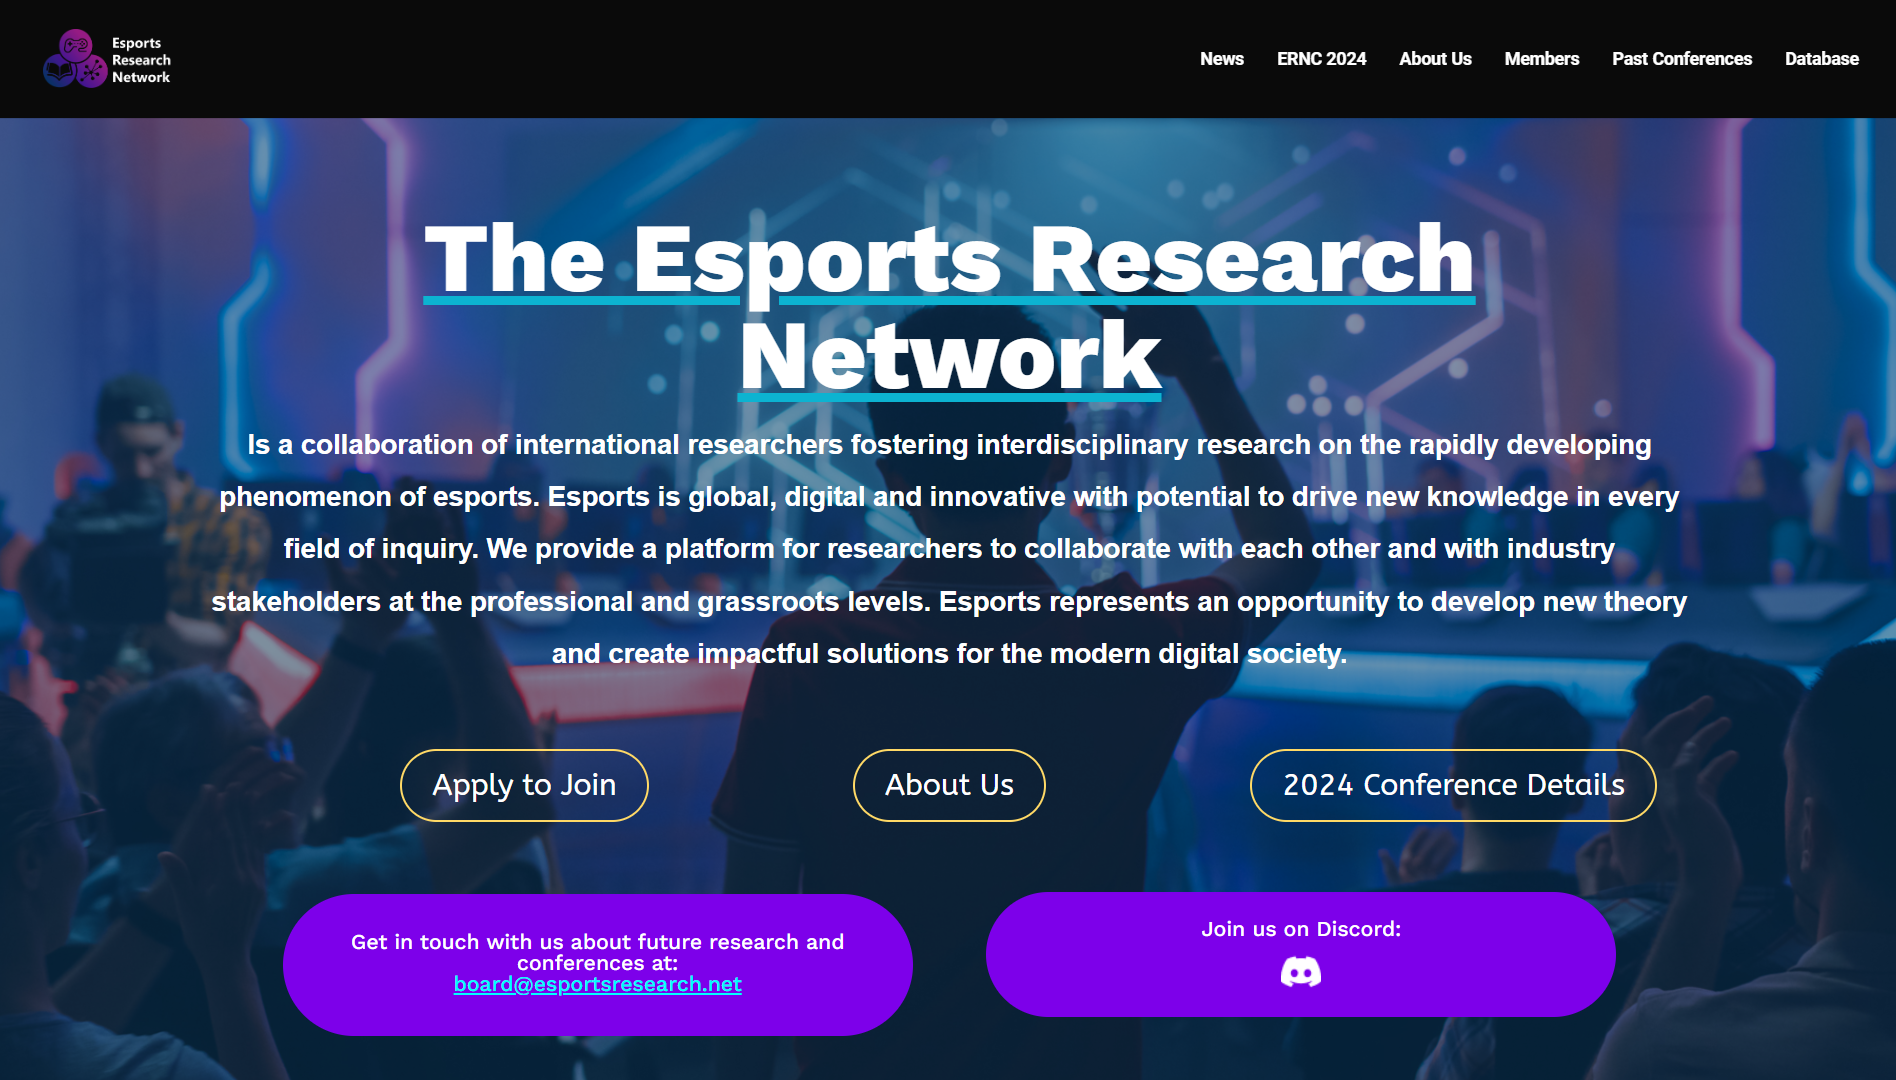 Esports
Research
Network
News
ERNC 2024
About Us
Members
Past Conferences
Database
The Esports Research
Network
Is a collaboration of international researchers fostering interdisciplinary research on the rapidly developing
phenomenon of esports. Esports is global, digital and innovative with potential to drive new knowledge in every
field of inquiry. We provide a platform for researchers to collaborate with each other and with industry
stakeholders at the professional and grassroots levels. Esports represents an opportunity to develop new theory
and create impactful solutions for the modern digital society.
Apply to Join
About Us
2024 Conference Details
Get in touch with us about future research and
conferences at:
board@esportsresearch.net
Join us on Discord: